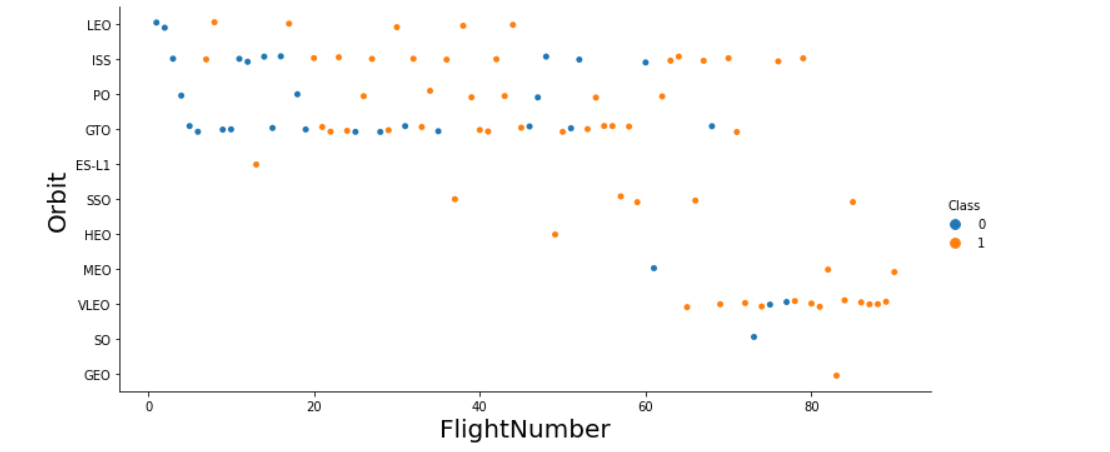 LEO
ISS
PO
GTO
ES-L1
SSO
HEO
MEO
VLEO
SO
GEO
Orbit
0 20 40 60 80
FlightNumber
Class
0
1